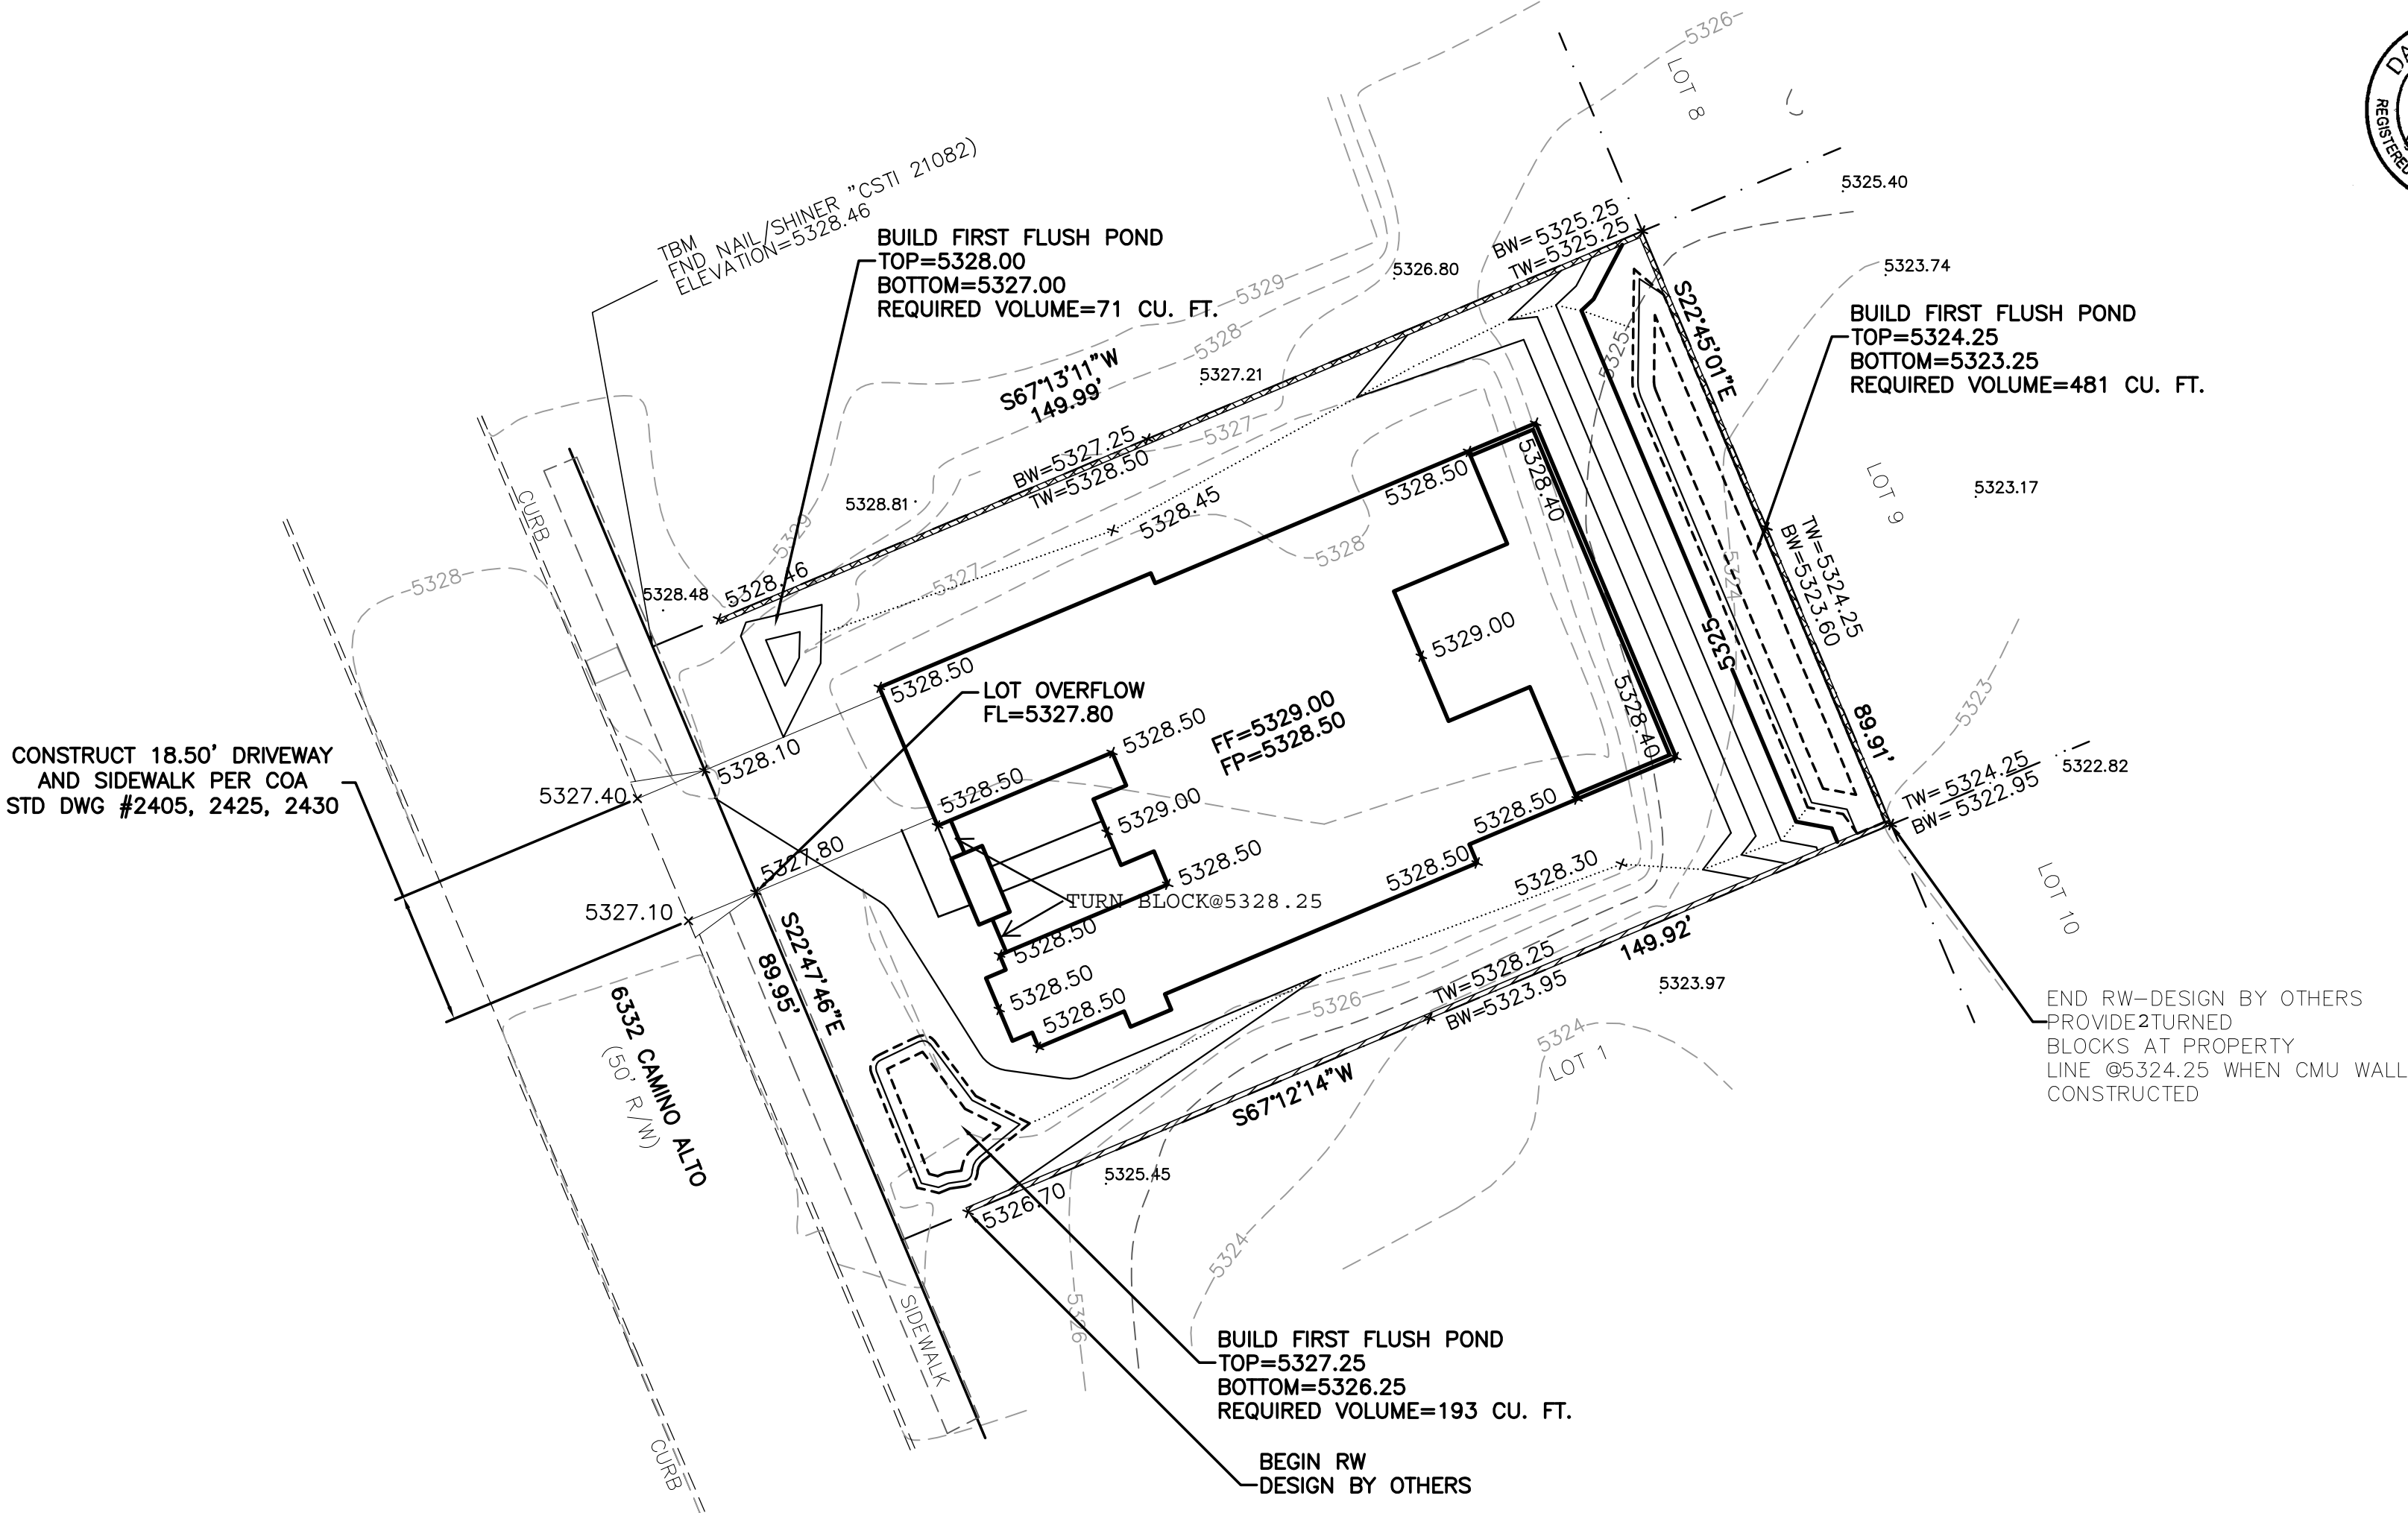 5326
LOT 8
DA
REGISTERED
5325.40
TBM
FND NAIL/SHINER "CSTI 21082)
ELEVATION=5328.46
BUILD FIRST FLUSH POND
TOP=5328.00
BOTTOM=5327.00
REQUIRED VOLUME=71 CU. FT.
BW=5325.25
TW=5325.25
5326.80
5323.74
5329
5328
S22°45'01"E
BUILD FIRST FLUSH POND
TOP=5324.25
BOTTOM=5323.25
REQUIRED VOLUME=481 CU. FT.
S67°13'11"W
149.99'
5327.21
5325
BW=5327.25
TW=5328.50
5327
CURB
5328.81
5329
5328.45
5328.50
5328.40
LOT 9
5323.17
5328
5328
5327
5324
TW=5324.25
BW=5323.60
5328.48
5328.46
5329.00
5325
5328.50
LOT OVERFLOW
FL=5327.80
FF=5329.00
FP=5328.50
5328.40
5323
89.91'
CONSTRUCT 18.50' DRIVEWAY
AND SIDEWALK PER COA
STD DWG #2405, 2425, 2430
5328.10
5327.40
5328.50
5328.50
5329.00
5328.50
TW=5324.25
BW=5322.95
5322.82
5327.80
5327.10
5328.50
5328.50
5328.30
TURN BLOCK@5328.25
LOT 10
S22°47'46"E
89.95'
5328.50
5328.50
5328.50
TW=5328.25
BW=5323.95
149.92'
5323.97
5326
5324
LOT 1
END RW-DESIGN BY OTHERS
PROVIDE2TURNED
BLOCKS AT PROPERTY
LINE @5324.25 WHEN CMU WALL
CONSTRUCTED
6332 CAMINO ALTO
(50' R/W)
S67°12'14"W
5325.45
5326.70
5324
5326
SIDEWALK
BUILD FIRST FLUSH POND
TOP=5327.25
BOTTOM=5326.25
REQUIRED VOLUME=193 CU. FT.
CURB
BEGIN RW
DESIGN BY OTHERS